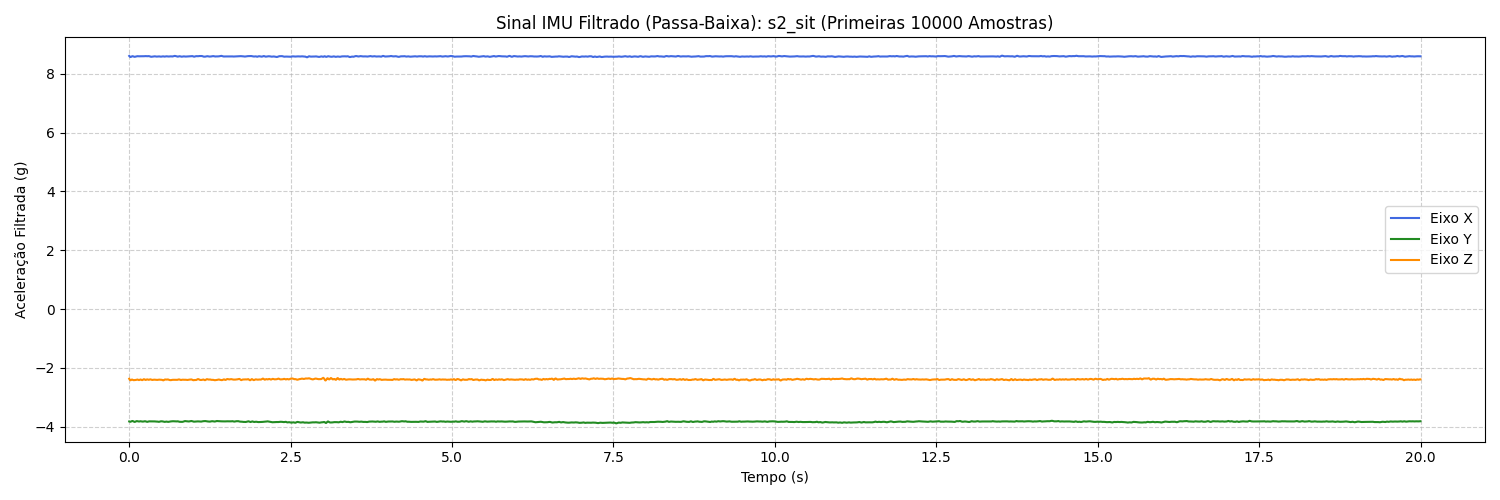 Sinal IMU Filtrado (Passa-Baixa): s2_sit (Primeiras 10000 Amostras)
Aceleração Filtrada (g)
8
6
4
2
0
−2
−4
Eixo X
Eixo Y
Eixo Z
0.0 2.5 5.0 7.5 10.0 12.5 15.0 17.5 20.0
Tempo (s)